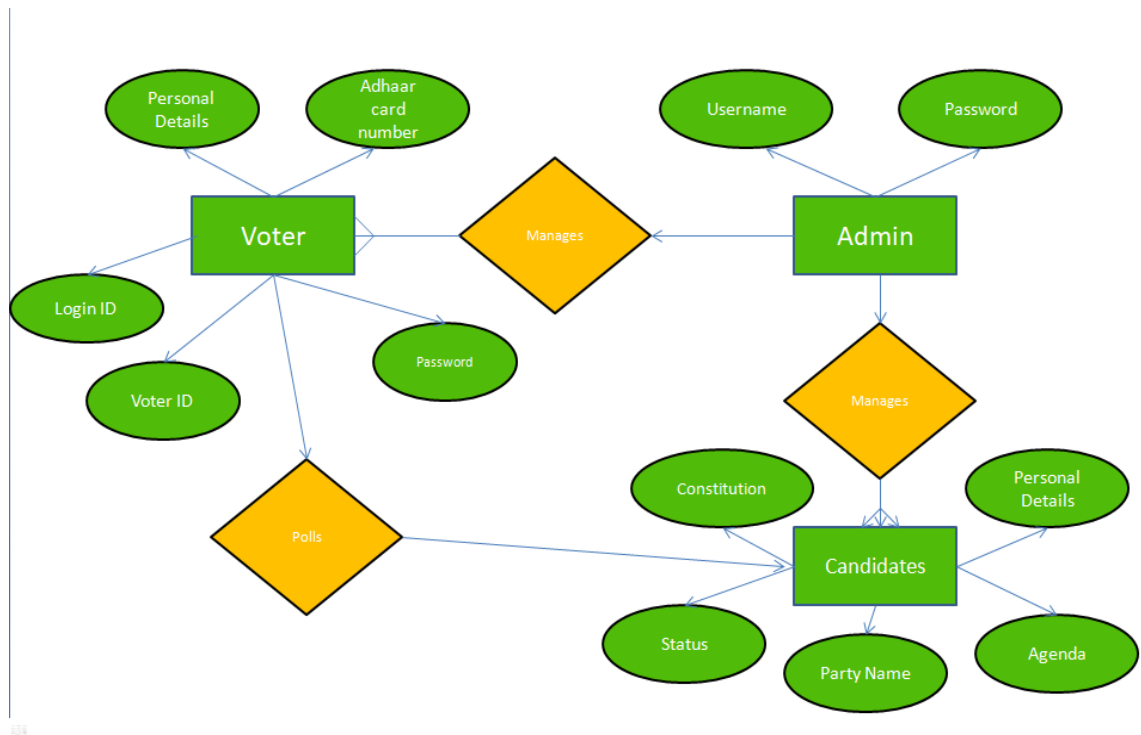 Personal
Details
Adhaar
card
number
Username
Password
Voter
Manages
Admin
Login ID
Voter ID
Password
Manages
Polls
Constitution
Personal
Details
Candidates
Status
Party Name
Agenda